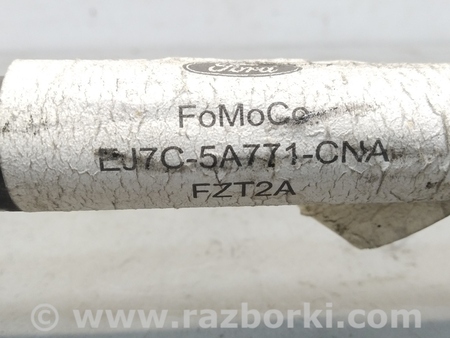 Ford
FoMoCo
EJ7C-5A771-CNA
FZT2A
© www.razborki.com